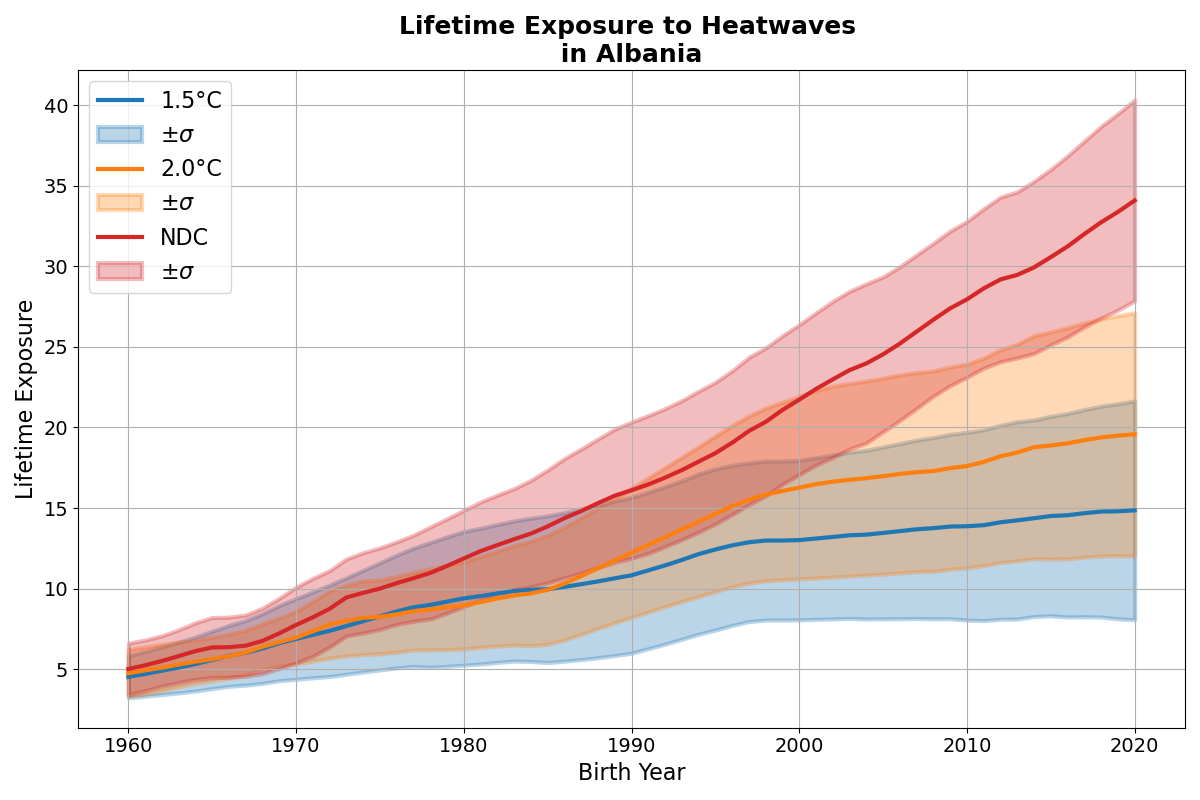 Lifetime Exposure to Heatwaves
in Albania
1.5°C
±σ
2.0°C
±σ
NDC
±σ
Lifetime Exposure
40
35
30
25
20
15
10
5
1960
1970
1980
1990
2000
2010
2020
Birth Year